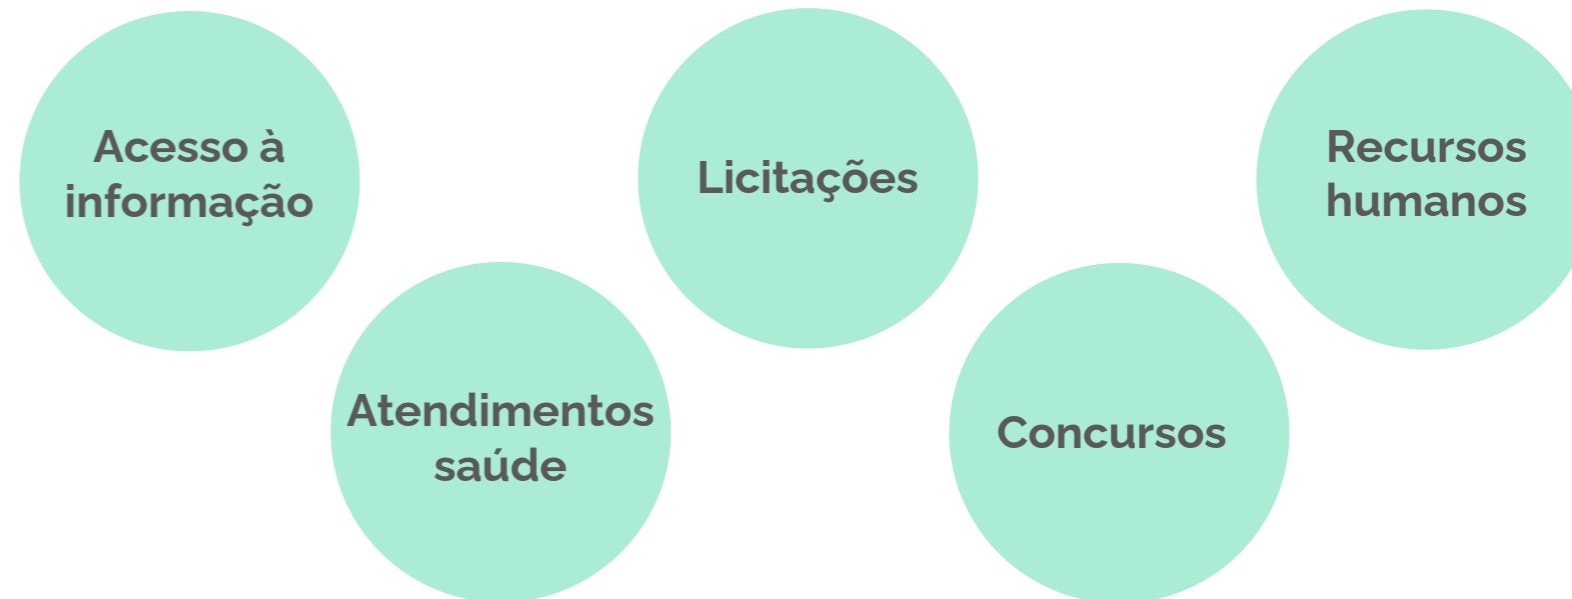 Acesso à
informação
Atendimentos
saúde
Licitações
Concursos
Recursos
humanos